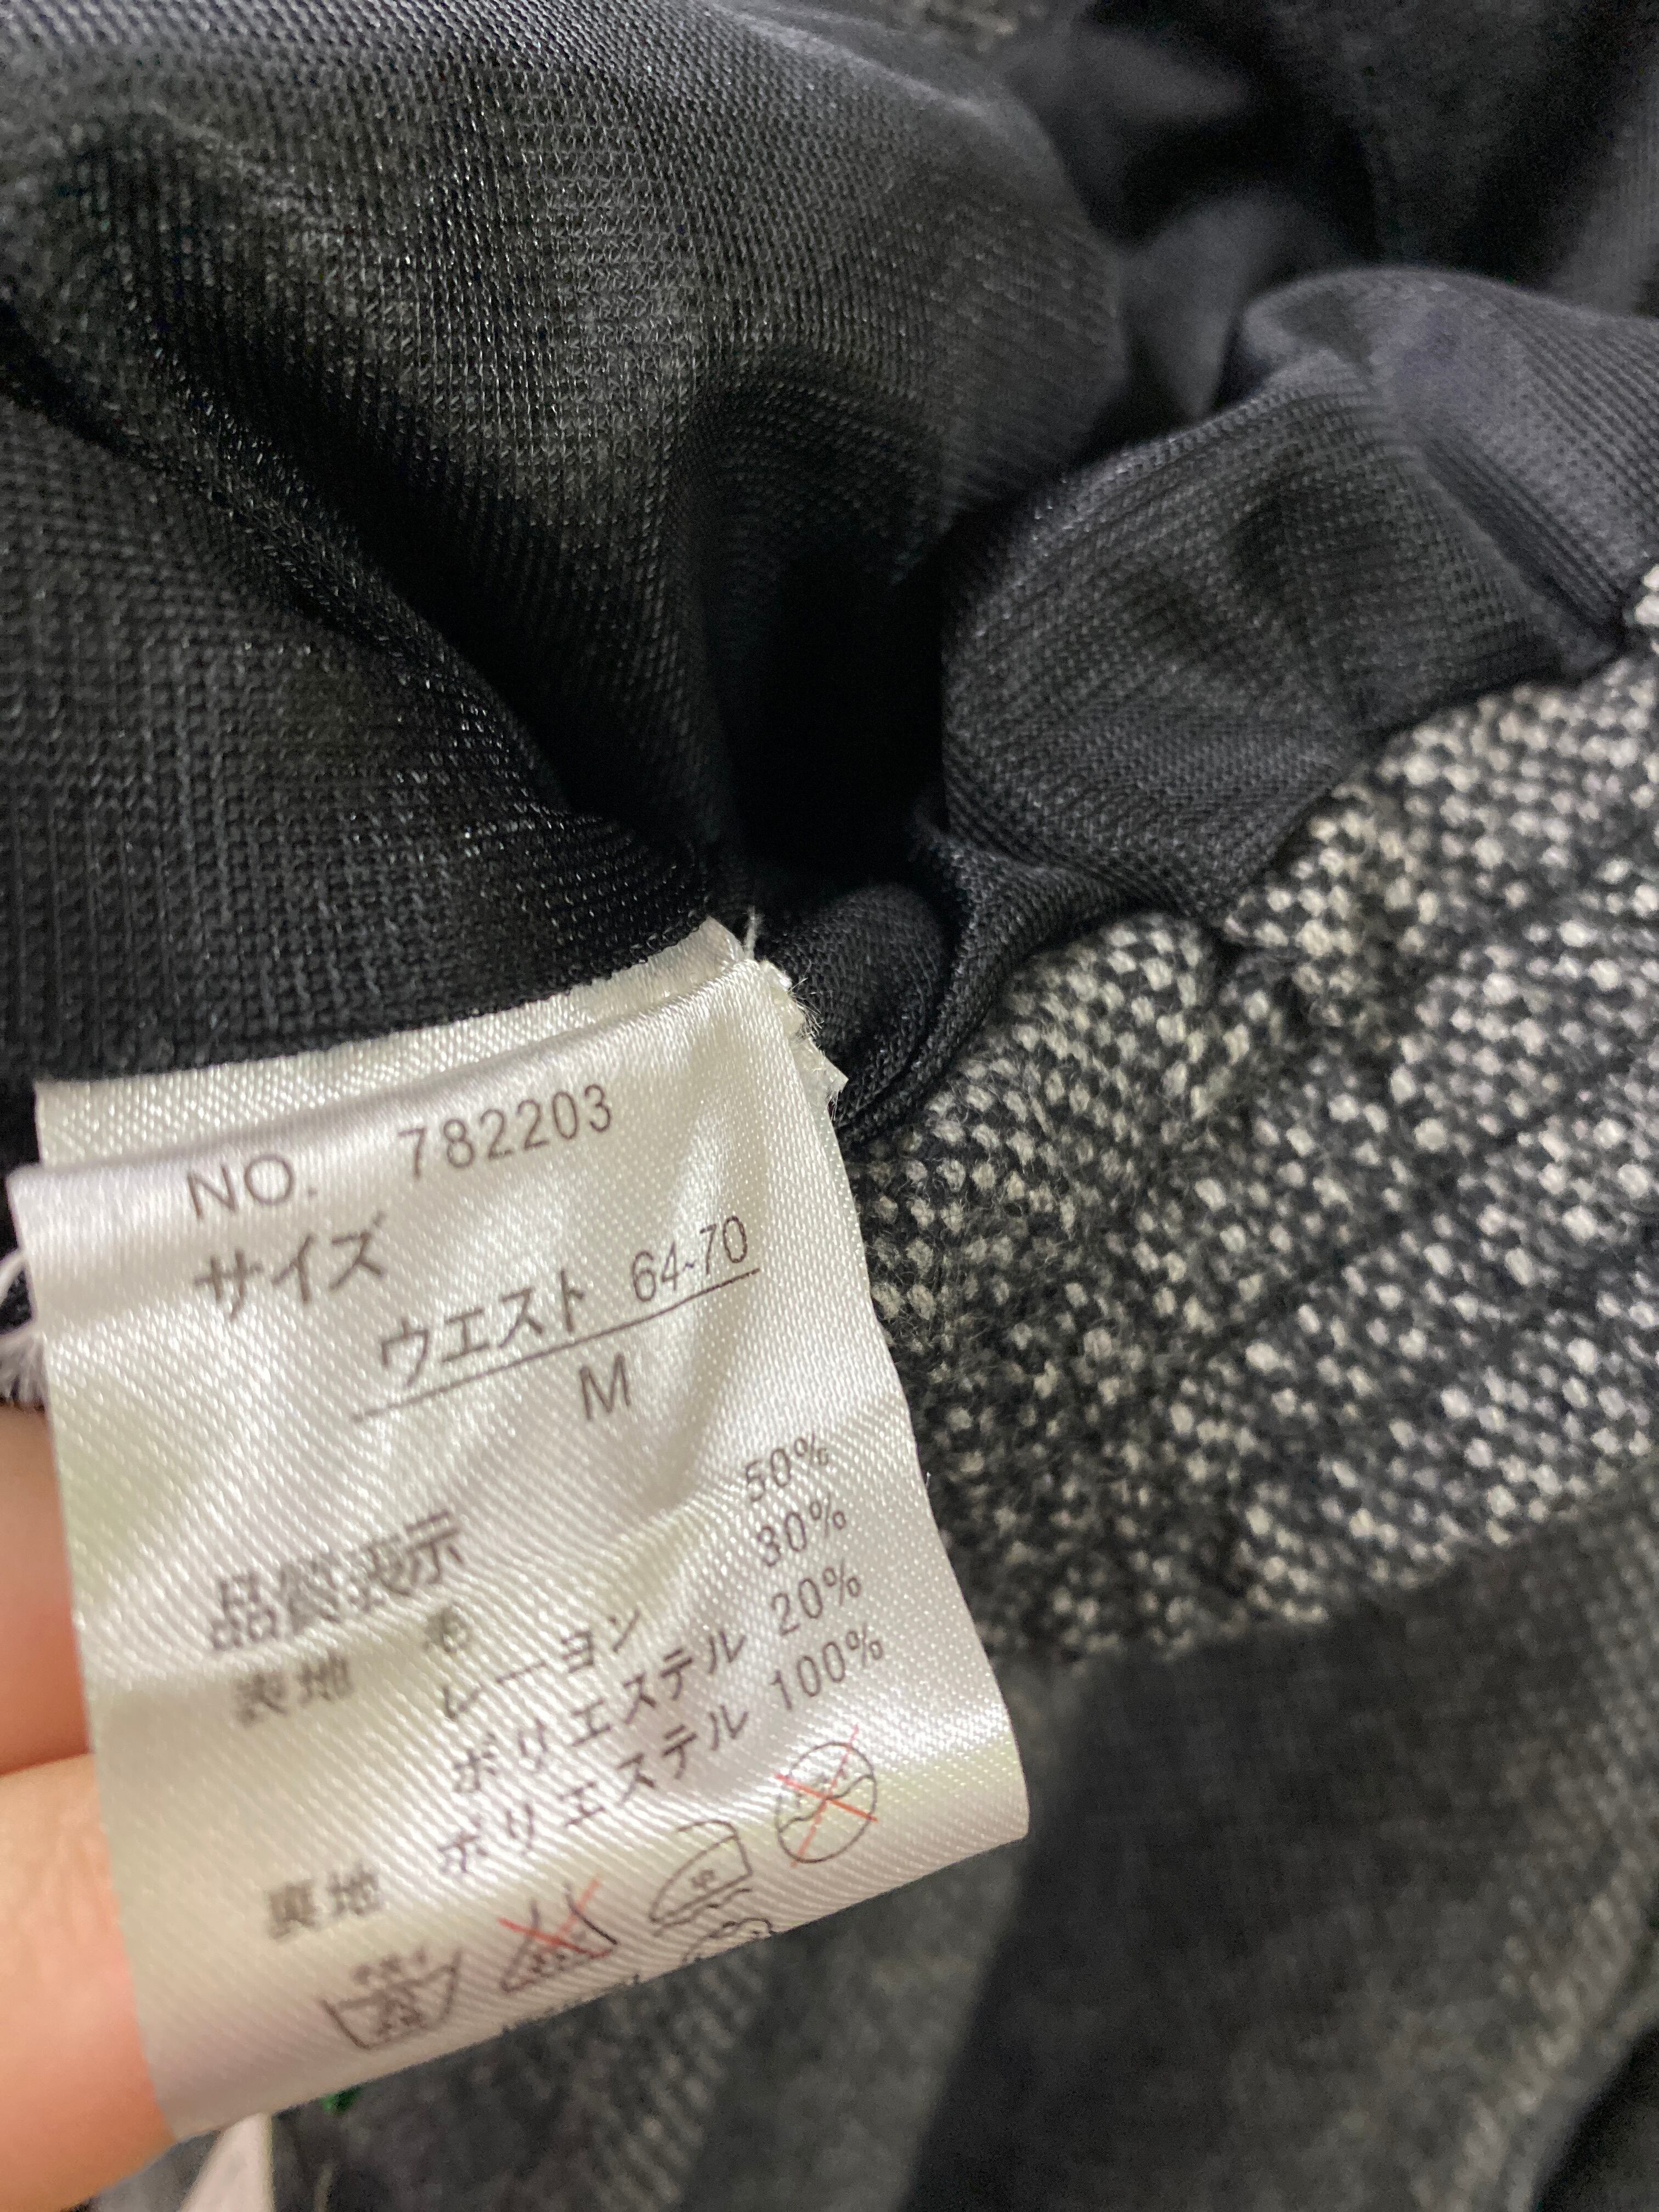 NO. 782203
サイズ
ウエスト 64~70
M
品質表示
表地 毛 50%
レーヨン 30%
ポリエステル 20%
裏地 ポリエステル 100%
中